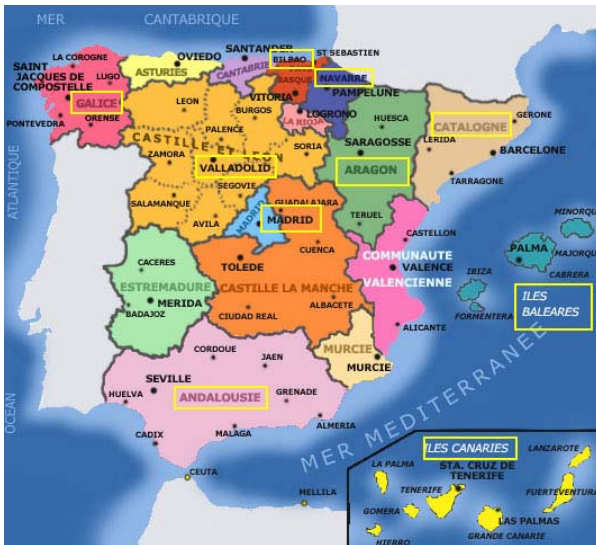 MER CANTABRIQUE
LA COROGNE
LUGO
SAINT
JACQUES DE
COMPOSTELLE
GALICE
PONTEVEDRA
ORENSE
OVIEDO
ASTURIES
SANTANDER
CANTABRIE
BILBAO
BASQUE
VITORIA
ST SEBASTIEN
NAVARRE
PAMPELUNE
LOGRONO
LA RIOJA
LEON
BURGOS
PALENCE
CASTILLE ET LEON
ZAMORA
VALLADOLID
SORIA
SEGOVIE
SALAMANQUE
AVILA
HUESCA
SARAGOSSE
ARAGON
TERUEL
CATALOGNE
GERONE
LERIDA
BARCELONE
TARRAGONE
ATLANTIQUE
GUADALAJARA
MADRID
MADRID
CUENCA
TOLEDE
CASTILLE LA MANCHE
ALBACETE
CIUDAD REAL
CACERES
ESTREMADURE
MERIDA
BADAJOZ
CASTELLON
COMMUNAUTE
VALENCE
VALENCIENNE
ALICANTE
MINORQUE
PALMA
MAJORQUE
CABRERA
IBIZA
FORMENTERA
ILES
BALEARES
MURCIE
MURCIE
CORDOUE
JAEN
SEVILLE
HUELVA
ANDALOUSIE
GRENADE
CADIX
MALAGA
ALMERIA
OCEAN
MER MEDITERRANEE
CEUTA
MELLILA
ILES CANARIES
LANZAROTE
LA PALMA
STA. CRUZ DE
TENERIFE
TENERIFE
FUERTEVENTURA
GOMERA
LAS PALMAS
HIERRO
GRANDE CANARIE